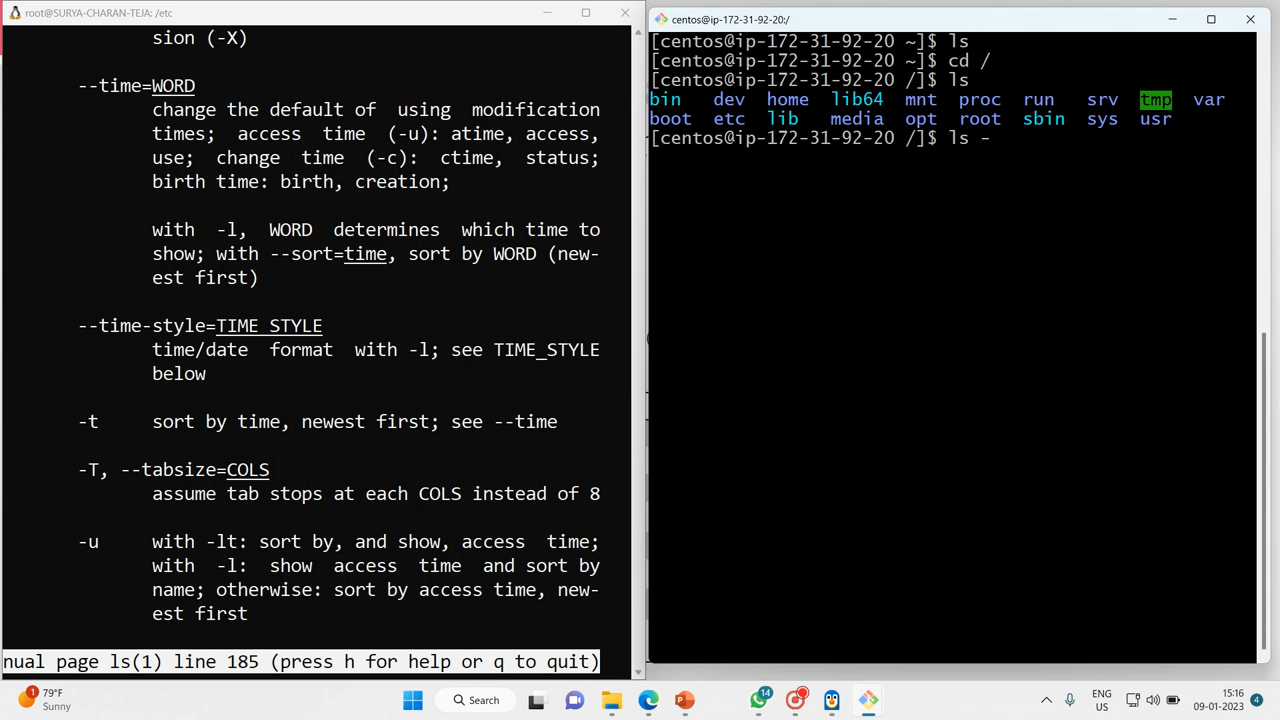 root@SURYA-CHARAN-TEJA: /etc
sion (-X)
--time=WORD
change the default of using modification
times; access time (-u): atime, access,
use; change time (-c): ctime, status;
birth time: birth, creation;
with -l, WORD determines which time to
show; with --sort=time, sort by WORD (new-
est first)
--time-style=TIME_STYLE
time/date format with -l; see TIME_STYLE
below
-t sort by time, newest first; see --time
-T, --tabsize=COLS
assume tab stops at each COLS instead of 8
-u with -lt: sort by, and show, access time;
with -l: show access time and sort by
name; otherwise: sort by access time, new-
est first
nual page ls(1) line 185 (press h for help or q to quit)
centos@ip-172-31-92-20:/
[centos@ip-172-31-92-20 ~]$ ls
[centos@ip-172-31-92-20 ~]$ cd /
[centos@ip-172-31-92-20 /]$ ls
bin dev home lib64 mnt proc run srv tmp var
boot etc lib media opt root sbin sys usr
[centos@ip-172-31-92-20 /]$ ls -
1
79°F
Sunny
Search
14
ENG
US
15:16
09-01-2023
4